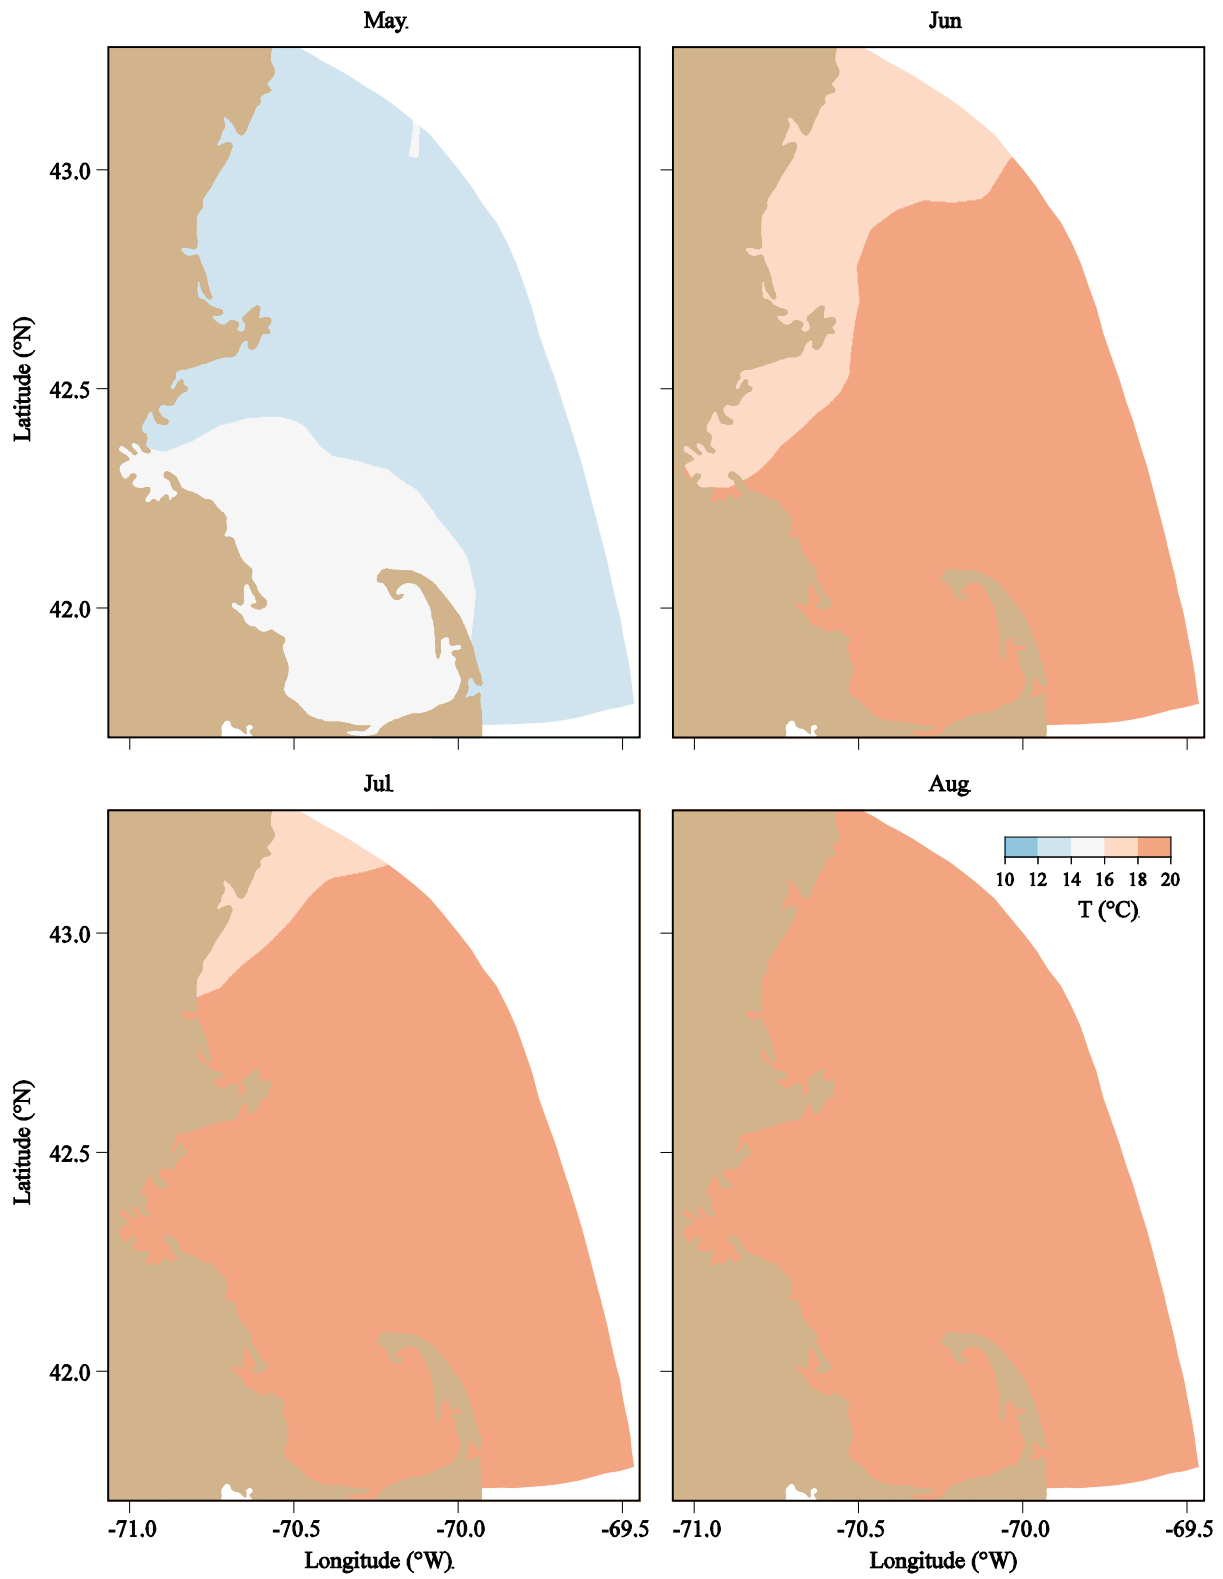 May.
Jun
43.0
42.5
42.0
Latitude (°N)
Jul
Aug
10 12 14 16 18 20
T (°C).
43.0
42.5
42.0
Latitude (°N)
-71.0 -70.5 -70.0 -69.5
-71.0 -70.5 -70.0 -69.5
Longitude (°W).
Longitude (°W)